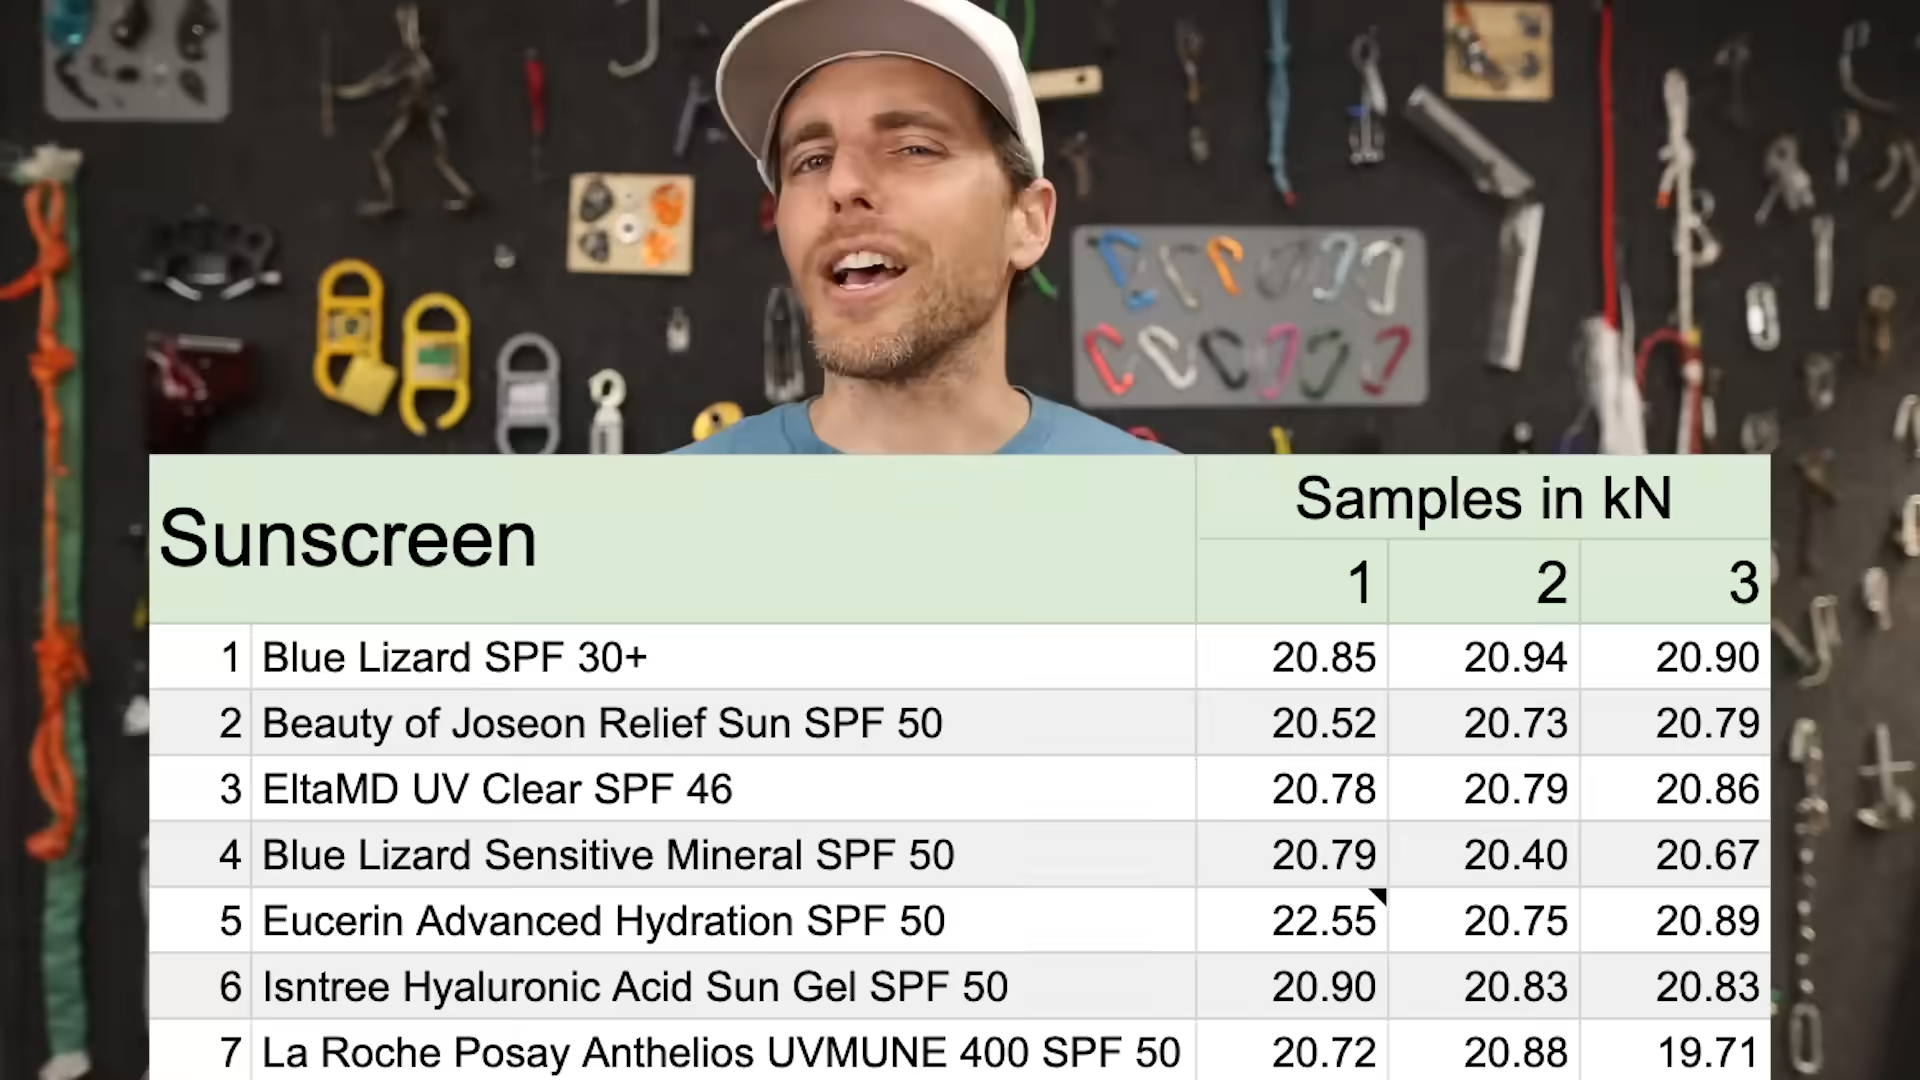 Sunscreen
Samples in kN
1 2 3
1 Blue Lizard SPF 30+ 20.85 20.94 20.90
2 Beauty of Joseon Relief Sun SPF 50 20.52 20.73 20.79
3 EltaMD UV Clear SPF 46 20.78 20.79 20.86
4 Blue Lizard Sensitive Mineral SPF 50 20.79 20.40 20.67
5 Eucerin Advanced Hydration SPF 50 22.55 20.75 20.89
6 Isntree Hyaluronic Acid Sun Gel SPF 50 20.90 20.83 20.83
7 La Roche Posay Anthelios UVMUNE 400 SPF 50 20.72 20.88 19.71